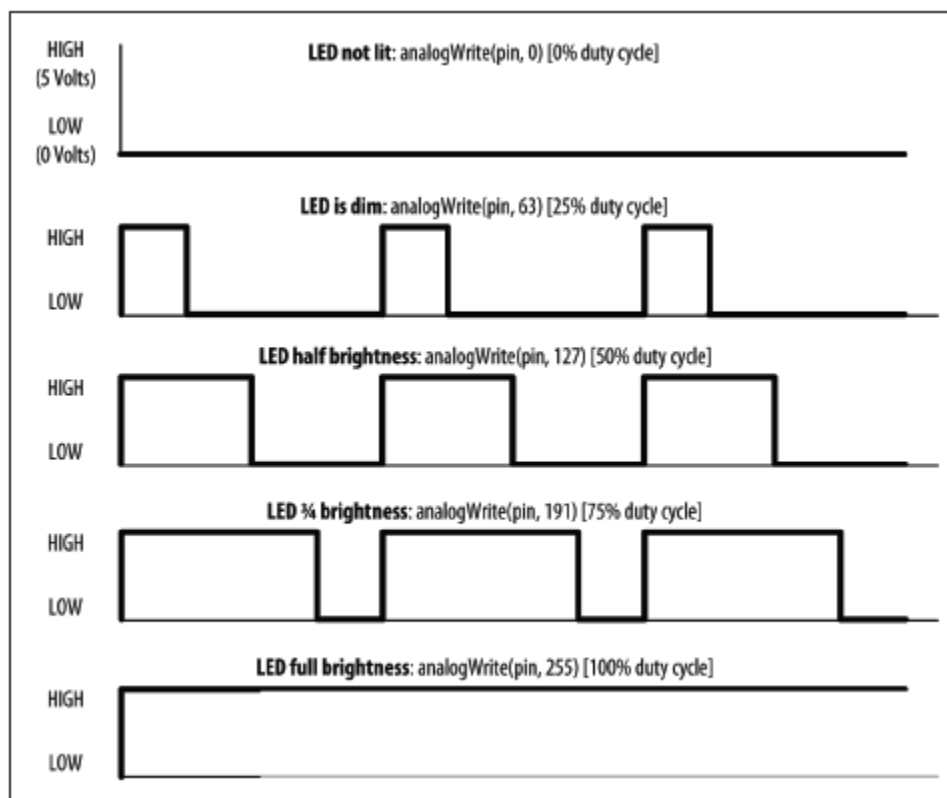 LED not lit: analogWrite(pin, 0) [0% duty cycle]
HIGH
(5 Volts)
LOW
(0 Volts)
LED is dim: analogWrite(pin, 63) [25% duty cycle]
HIGH
LOW
LED half brightness: analogWrite(pin, 127) [50% duty cycle]
HIGH
LOW
LED ¾ brightness: analogWrite(pin, 191) [75% duty cycle]
HIGH
LOW
LED full brightness: analogWrite(pin, 255) [100% duty cycle]
HIGH
LOW